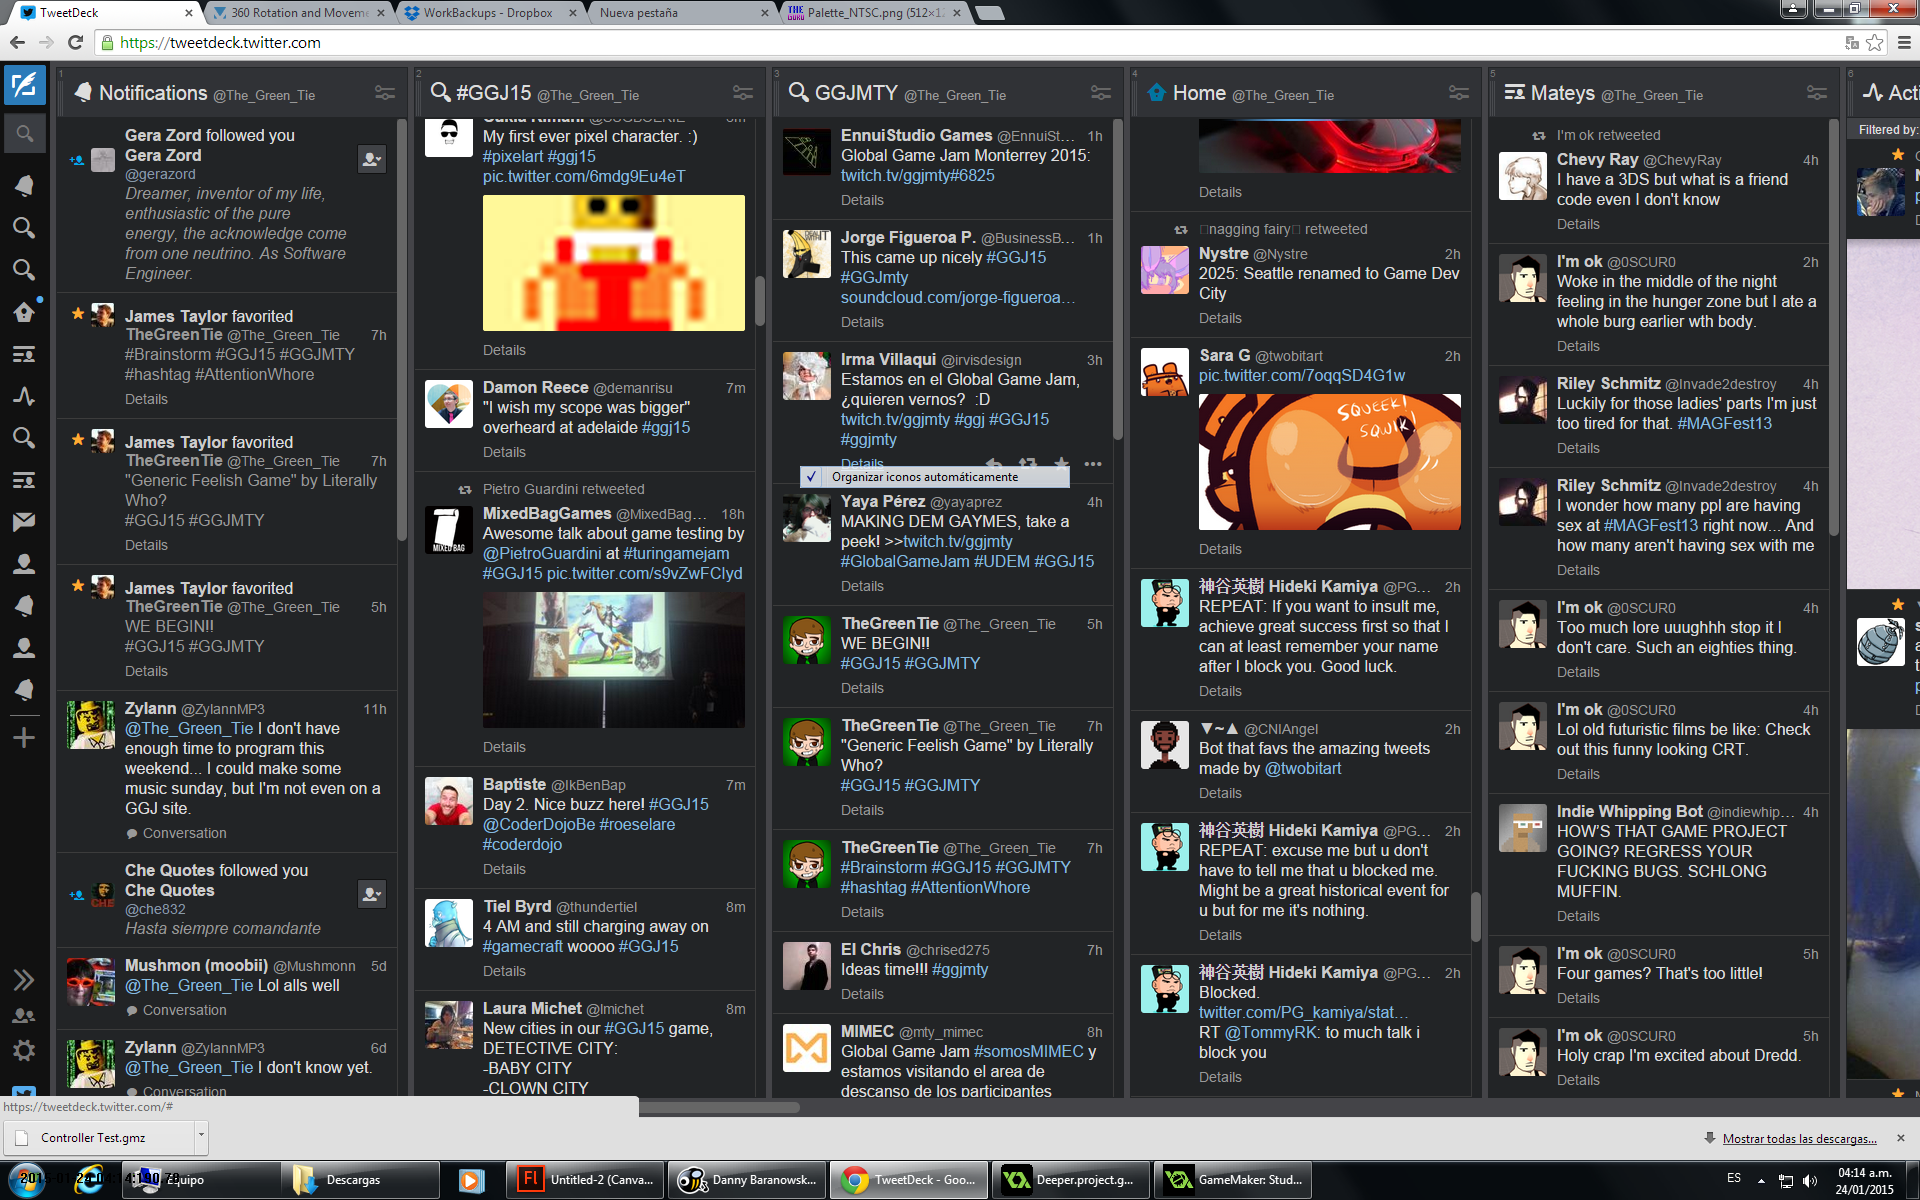 TweetDeck
360 Rotation and Moveme
WorkBackups - Dropbox
Nueva pestaña
Palette_NTSC.png (512×1
https://tweetdeck.twitter.com
1
Notifications @The_Green_Tie
Gera Zord followed you
Gera Zord
@gerazord
Dreamer, inventor of my life,
enthusiastic of the pure
energy, the acknowledge come
from one neutrino. As Software
Engineer.
James Taylor favorited
TheGreenTie @The_Green_Tie 7h
#Brainstorm #GGJ15 #GGJMTY
#hashtag #AttentionWhore
Details
James Taylor favorited
TheGreenTie @The_Green_Tie 7h
"Generic Feelish Game" by Literally
Who?
#GGJ15 #GGJMTY
Details
James Taylor favorited
TheGreenTie @The_Green_Tie 5h
WE BEGIN!!
#GGJ15 #GGJMTY
Details
Zylann @ZylannMP3 11h
@The_Green_Tie I don't have
enough time to program this
weekend... I could make some
music sunday, but I'm not even on a
GGJ site.
Conversation
Che Quotes followed you
Che Quotes
@che832
Hasta siempre comandante
Mushmon (moobii) @Mushmonn 5d
@The_Green_Tie Lol alls well
Conversation
Zylann @ZylannMP3 6d
@The_Green_Tie I don't know yet.
Conversation
2
#GGJ15 @The_Green_Tie
My first ever pixel character. :)
#pixelart #ggj15
pic.twitter.com/6mdg9Eu4eT
Details
Damon Reece @demanrisu 7m
"I wish my scope was bigger"
overheard at adelaide #ggj15
Details
Pietro Guardini retweeted
MixedBagGames @MixedBag... 18h
Awesome talk about game testing by
@PietroGuardini at #turingamejam
#GGJ15 pic.twitter.com/s9vZwFCIyd
Details
Baptiste @IkBenBap 7m
Day 2. Nice buzz here! #GGJ15
@CoderDojoBe #roeselare
#coderdojo
Details
Tiel Byrd @thundertiel 8m
4 AM and still charging away on
#gamecraft woooo #GGJ15
Details
Laura Michet @lmichet 8m
New cities in our #GGJ15 game,
DETECTIVE CITY:
-BABY CITY
-CLOWN CITY
3
GGJMTY @The_Green_Tie
EnnuiStudio Games @EnnuiSt... 1h
Global Game Jam Monterrey 2015:
twitch.tv/ggjmty#6825
Details
Jorge Figueroa P. @BusinessB... 1h
This came up nicely #GGJ15
#GGJmty
soundcloud.com/jorge-figueroa...
Details
Irma Villaqui @irvisdesign 3h
Estamos en el Global Game Jam,
¿quieren vernos? :D
twitch.tv/ggjmty #ggj #GGJ15
#ggjmty
Details
Organizar iconos automáticamente
Yaya Pérez @yayaprez 4h
MAKING DEM GAYMES, take a
peek! >>twitch.tv/ggjmty
#GlobalGameJam #UDEM #GGJ15
Details
TheGreenTie @The_Green_Tie 5h
WE BEGIN!!
#GGJ15 #GGJMTY
Details
TheGreenTie @The_Green_Tie 7h
"Generic Feelish Game" by Literally
Who?
#GGJ15 #GGJMTY
Details
TheGreenTie @The_Green_Tie 7h
#Brainstorm #GGJ15 #GGJMTY
#hashtag #AttentionWhore
Details
El Chris @chrised275 7h
Ideas time!!! #ggjmty
Details
MIMEC @mty_mimec 8h
Global Game Jam #somosMIMEC y
estamos visitando el area de
descanso de los participantes
4
Home @The_Green_Tie
Details
nagging fairy retweeted
Nystre @Nystre 2h
2025: Seattle renamed to Game Dev
City
Details
Sara G @twobitart 2h
pic.twitter.com/7oqqSD4G1w
SQUEEK!
SQWIK!
Details
神谷英樹 Hideki Kamiya @PG... 2h
REPEAT: If you want to insult me,
achieve great success first so that I
can at least remember your name
after I block you. Good luck.
Details
▼~▲ @CNIAngel 2h
Bot that favs the amazing tweets
made by @twobitart
Details
神谷英樹 Hideki Kamiya @PG... 2h
REPEAT: excuse me but u don't
have to tell me that u blocked me.
Might be a great historical event for
u but for me it's nothing.
Details
神谷英樹 Hideki Kamiya @PG... 2h
Blocked.
twitter.com/PG_kamiya/stat...
RT @TommyRK: to much talk i
block you
Details
5
Mateys @The_Green_Tie
I'm ok retweeted
Chevy Ray @ChevyRay 4h
I have a 3DS but what is a friend
code even I don't know
Details
I'm ok @0SCUR0 2h
Woke in the middle of the night
feeling in the hunger zone but I ate a
whole burg earlier wth body.
Details
Riley Schmitz @Invade2destroy 4h
Luckily for those ladies' parts I'm just
too tired for that. #MAGFest13
Details
Riley Schmitz @Invade2destroy 4h
I wonder how many ppl are having
sex at #MAGFest13 right now... And
how many aren't having sex with me
Details
I'm ok @0SCUR0 4h
Too much lore uuughhh stop it I
don't care. Such an eighties thing.
Details
I'm ok @0SCUR0 4h
Lol old futuristic films be like: Check
out this funny looking CRT.
Details
Indie Whipping Bot @indiewhip... 4h
HOW'S THAT GAME PROJECT
GOING? REGRESS YOUR
FUCKING BUGS. SCHLONG
MUFFIN.
Details
I'm ok @0SCUR0 5h
Four games? That's too little!
Details
I'm ok @0SCUR0 5h
Holy crap I'm excited about Dredd.
Details
6
Acti
Filtered by:
https://tweetdeck.twitter.com/#
Controller Test.gmz
Mostrar todas las descargas...
Equipo
Descargas
Untitled-2 (Canva...
Danny Baranowsk...
TweetDeck - Goo...
Deeper.project.g...
GameMaker: Stud...
ES
04:14 a.m.
24/01/2015